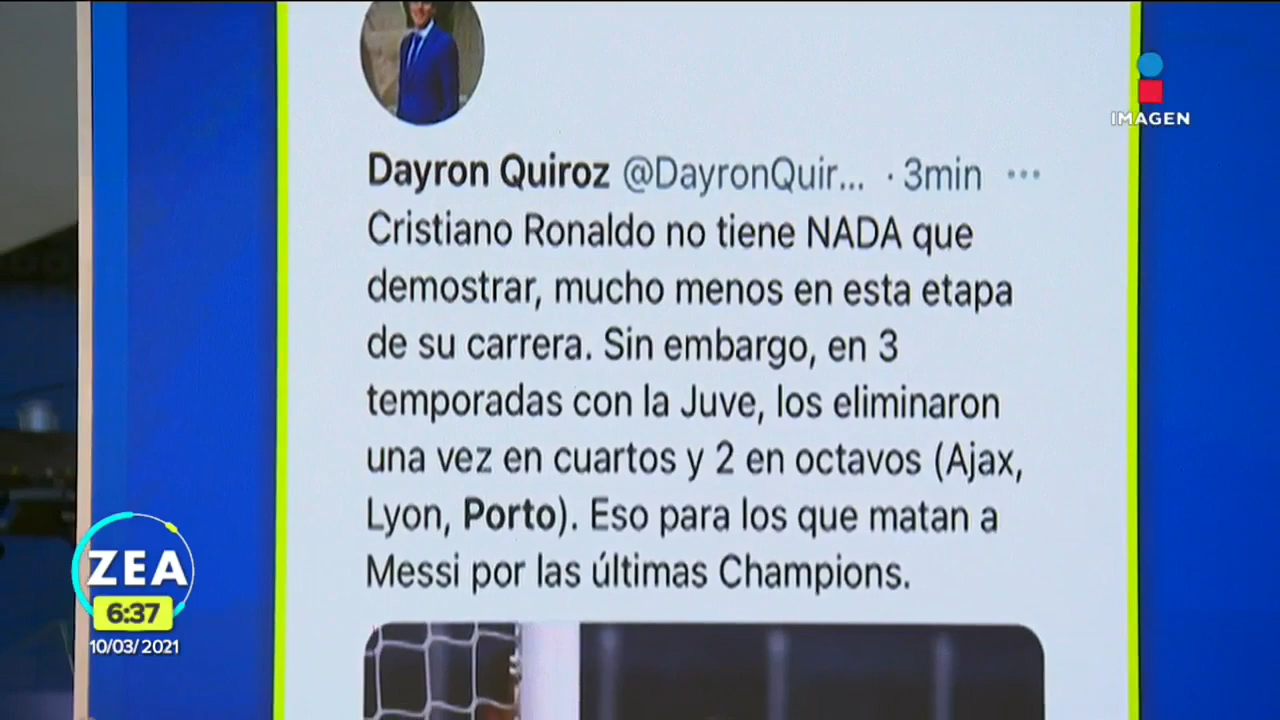 IMAGEN
Dayron Quiroz @DayronQuir... · 3min ...
Cristiano Ronaldo no tiene NADA que
demostrar, mucho menos en esta etapa
de su carrera. Sin embargo, en 3
temporadas con la Juve, los eliminaron
una vez en cuartos y 2 en octavos (Ajax,
Lyon, Porto). Eso para los que matan a
Messi por las últimas Champions.
ZEA
6:37
10/03/2021